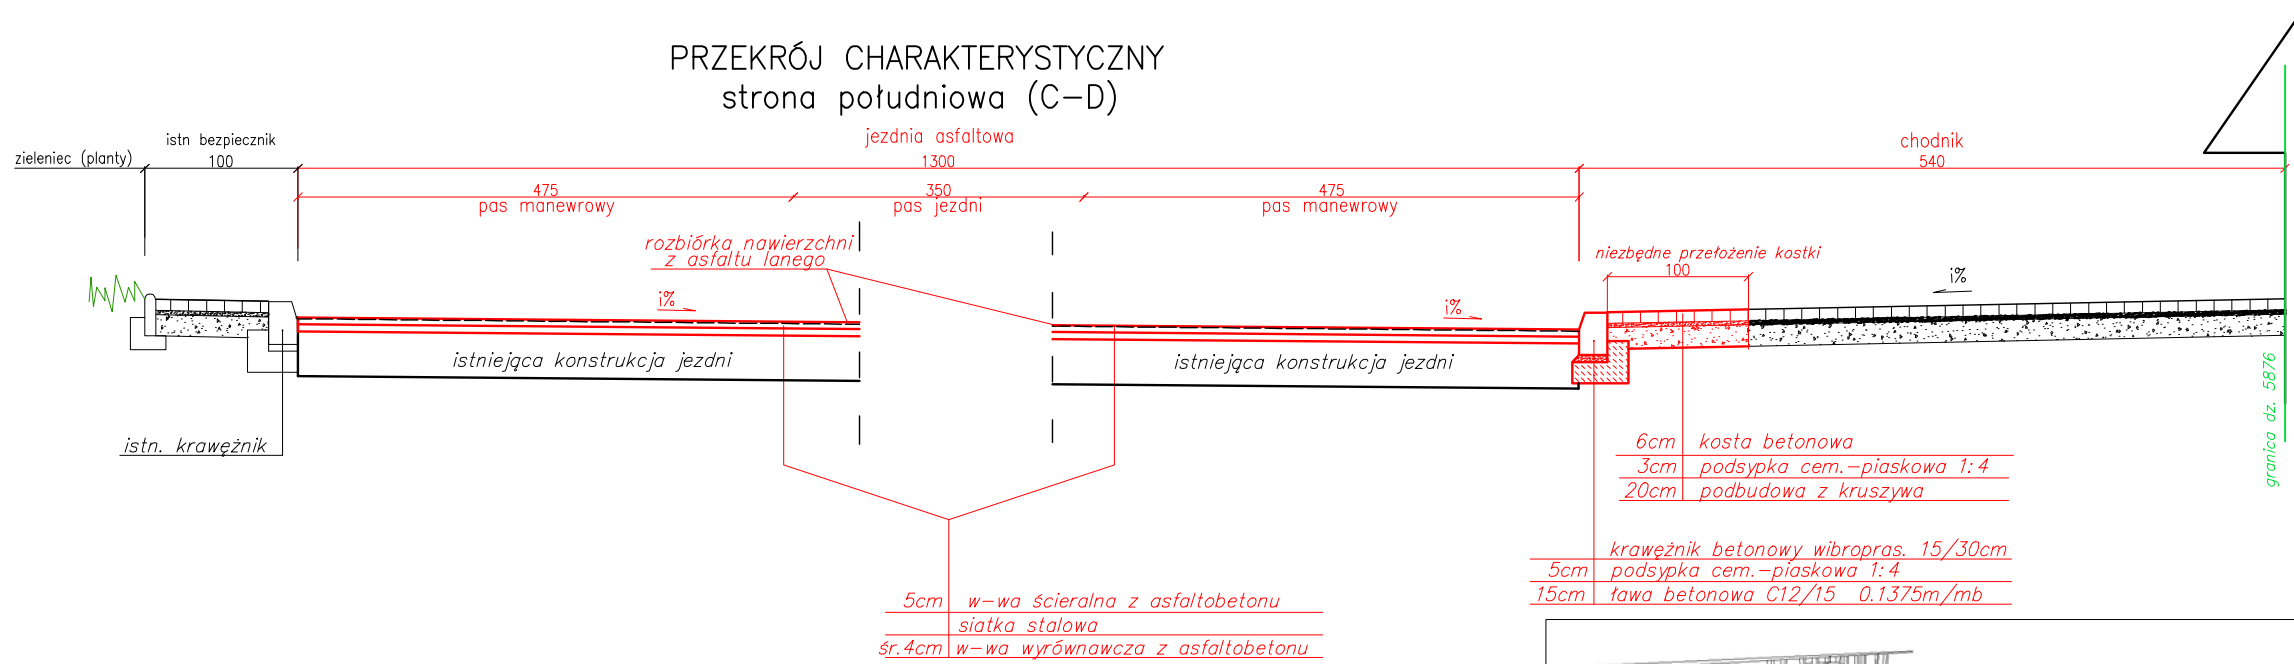 PRZEKRÓJ CHARAKTERYSTYCZNY
strona południowa (C-D)
istn bezpiecznik
jezdnia asfaltowa
chodnik
zieleniec (planty)
100
1300
540
475
350
475
pas manewrowy
pas jezdni
pas manewrowy
rozbiórka nawierzchni
z asfaltu lanego
niezbędne przełożenie kostki
100
i%
i%
i%
istniejąca konstrukcja jezdni
istniejąca konstrukcja jezdni
granica dz. 5876
istn. krawężnik
6cm kosta betonowa
3cm podsypka cem.-piaskowa 1:4
20cm podbudowa z kruszywa
krawężnik betonowy wibropras. 15/30cm
5cm podsypka cem.-piaskowa 1:4
15cm ława betonowa C12/15 0.1375m/mb
5cm w-wa ścieralna z asfaltobetonu
siatka stalowa
śr.4cm w-wa wyrównawcza z asfaltobetonu